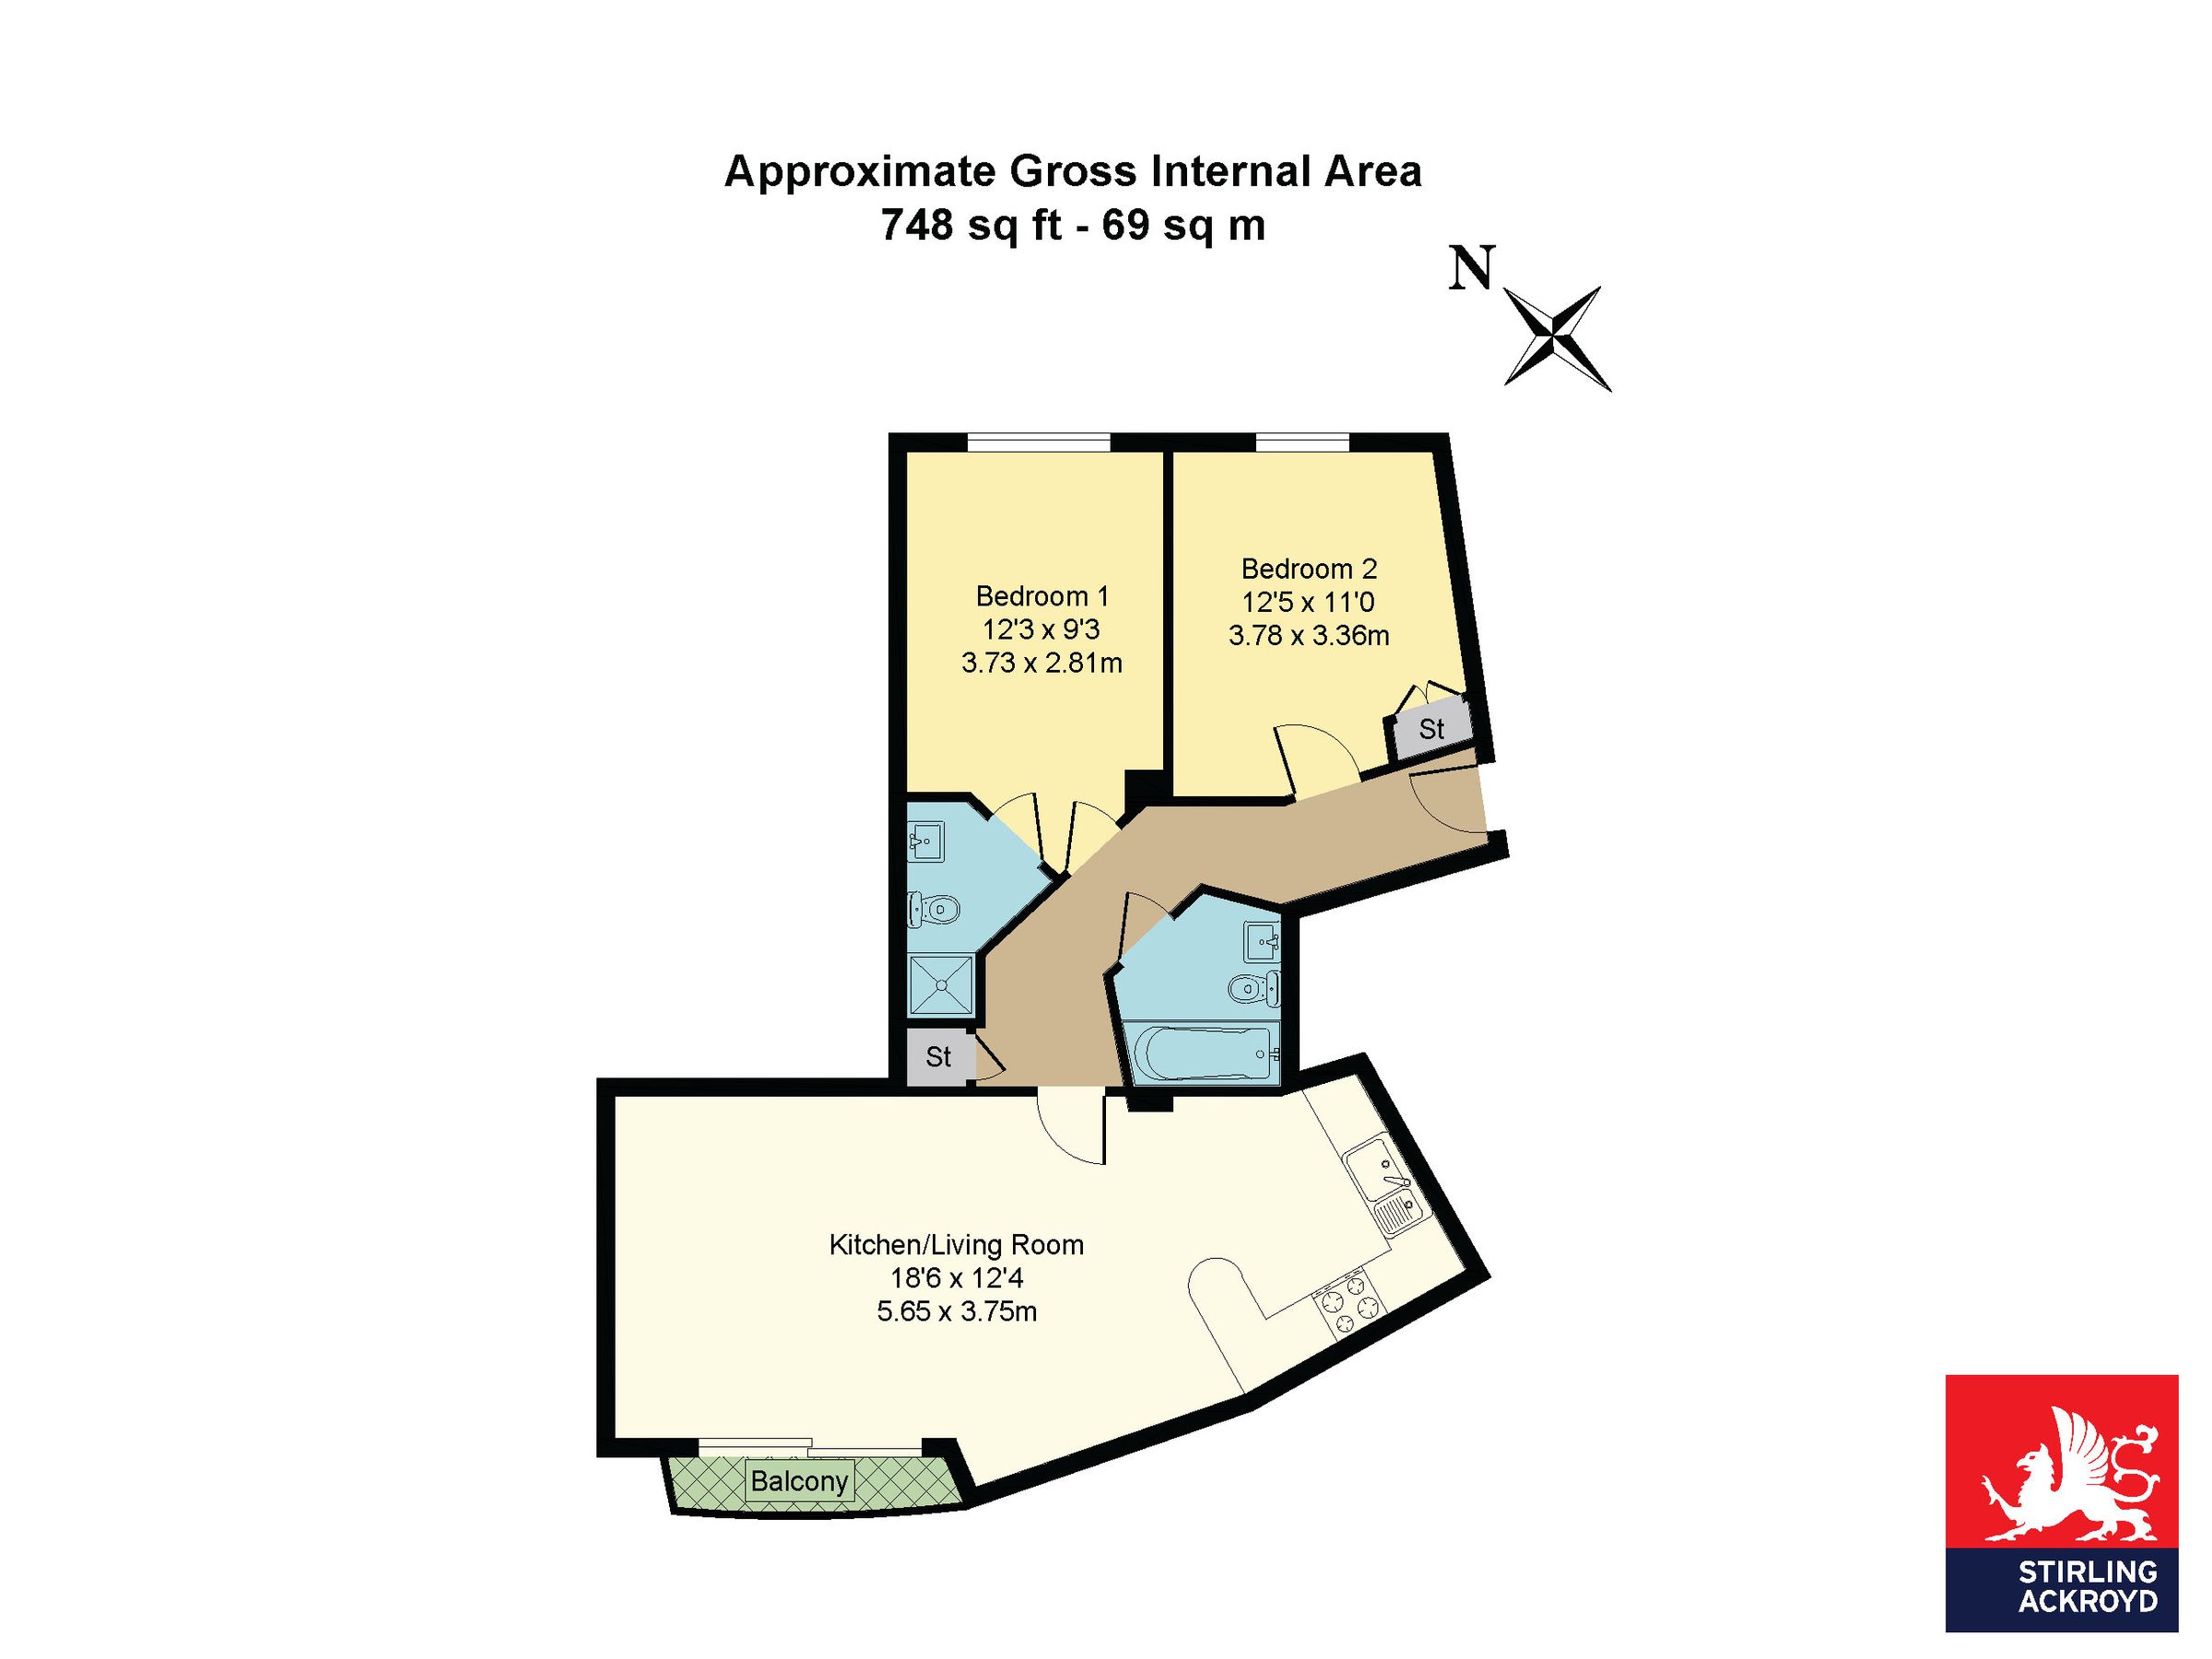 Approximate Gross Internal Area
748 sq ft - 69 sq m
N
Bedroom 1
12'3 x 9'3
3.73 x 2.81m
Bedroom 2
12'5 x 11'0
3.78 x 3.36m
St
St
Kitchen/Living Room
18'6 x 12'4
5.65 x 3.75m
Balcony
STIRLING
ACKROYD